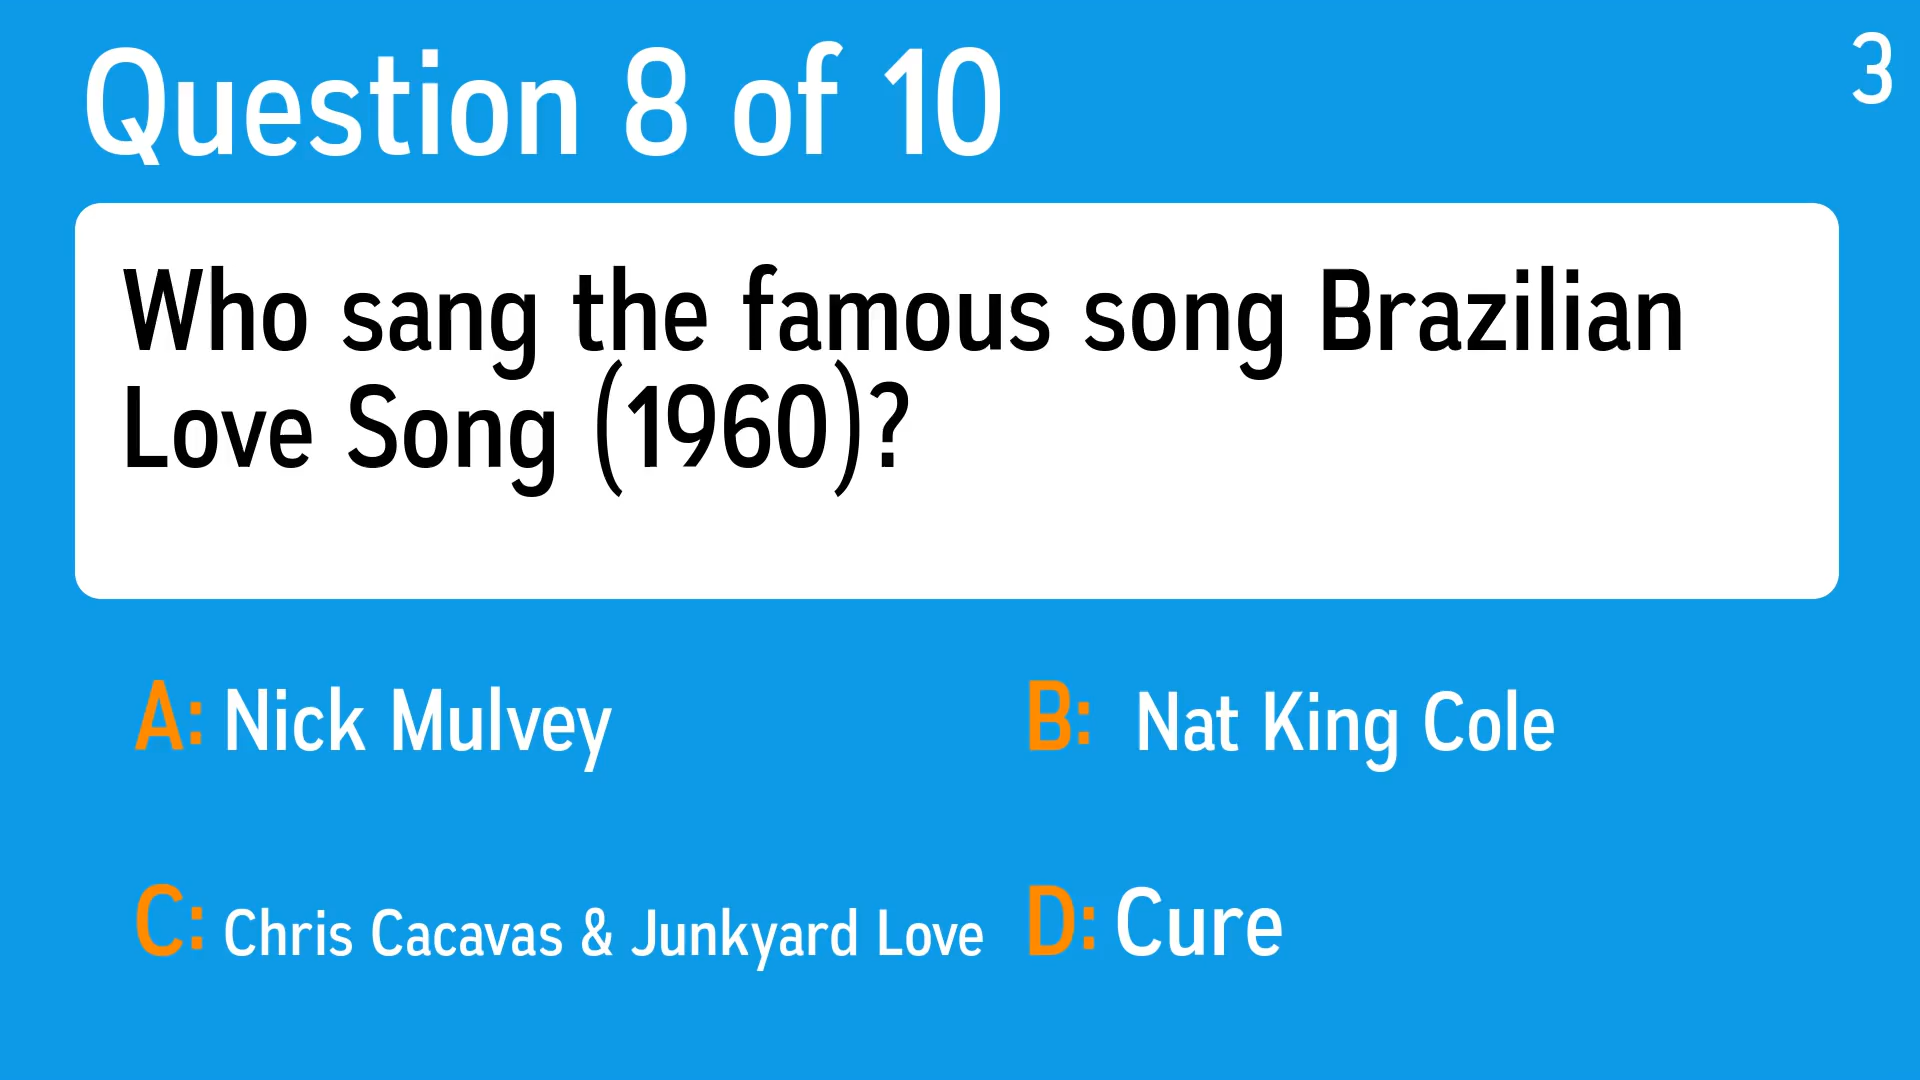 Question 8 of 10
3
Who sang the famous song Brazilian
Love Song (1960)?
A: Nick Mulvey
B: Nat King Cole
C: Chris Cacavas & Junkyard Love
D: Cure